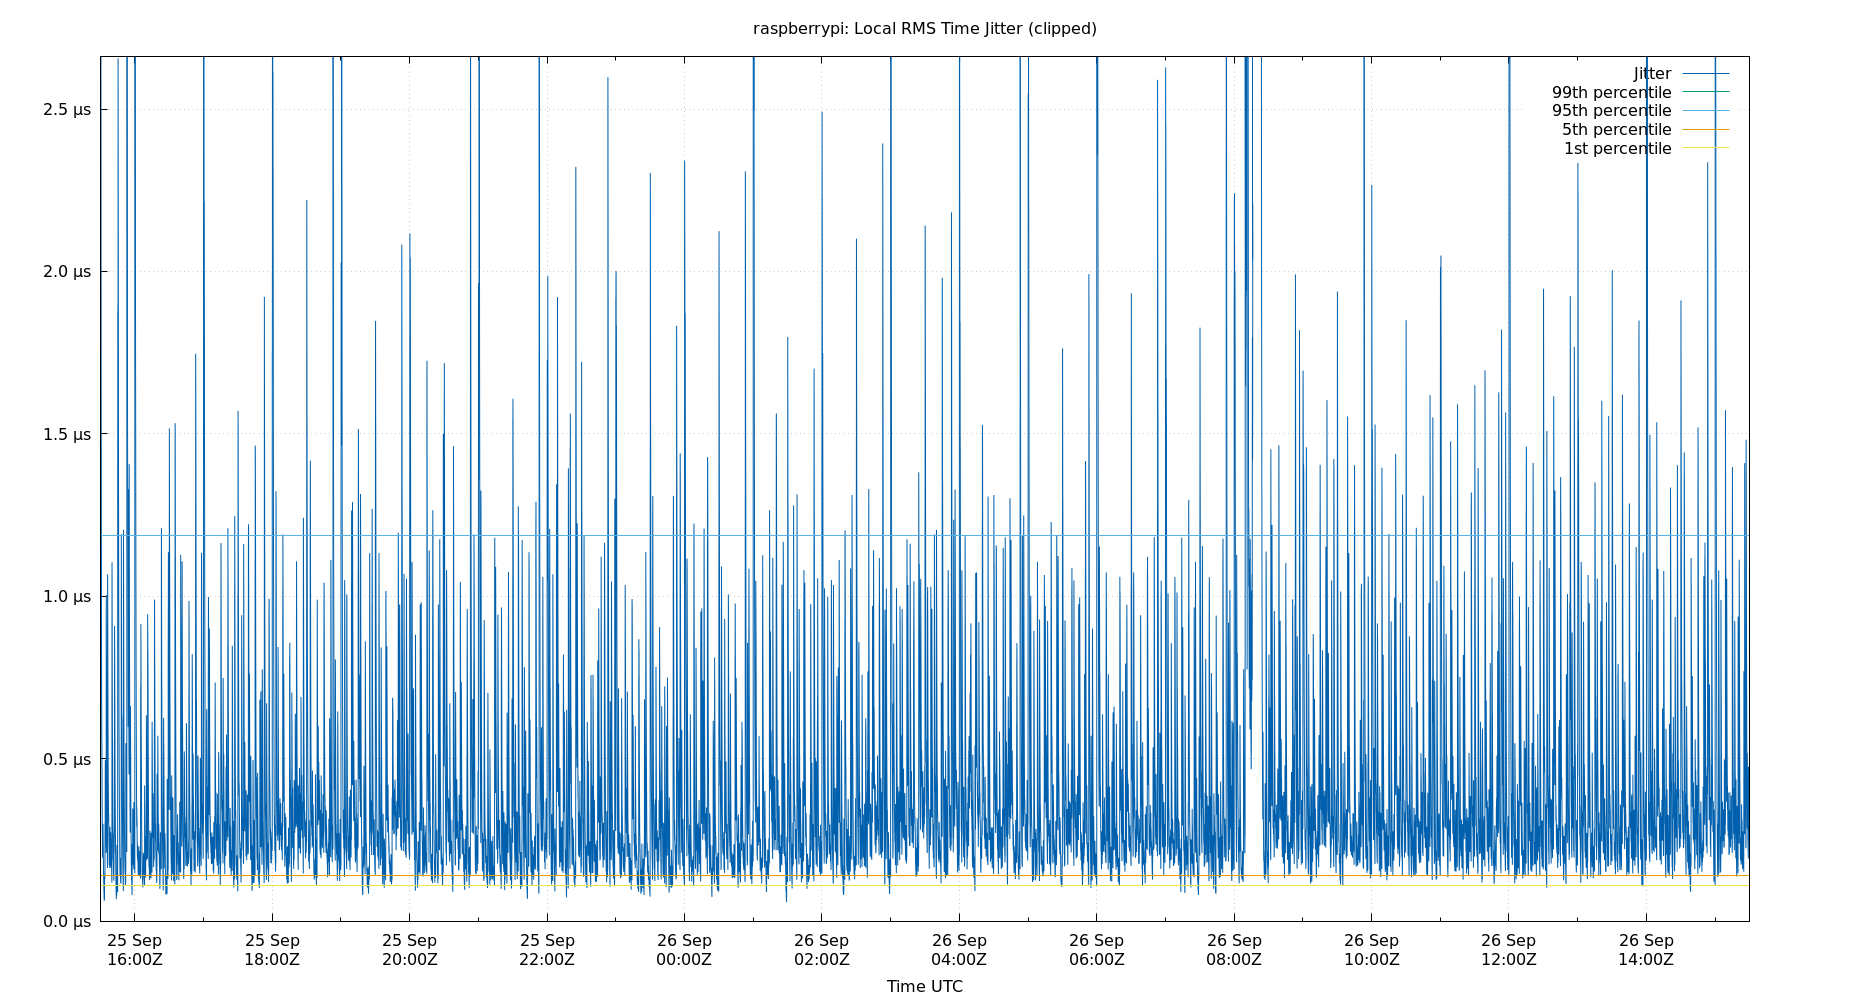 raspberrypi: Local RMS Time Jitter (clipped)
Jitter
99th percentile
95th percentile
5th percentile
1st percentile
2.5 µs
2.0 µs
1.5 µs
1.0 µs
0.5 µs
0.0 µs
25 Sep 25 Sep 25 Sep 25 Sep 26 Sep 26 Sep 26 Sep 26 Sep 26 Sep 26 Sep 26 Sep 26 Sep
16:00Z 18:00Z 20:00Z 22:00Z 00:00Z 02:00Z 04:00Z 06:00Z 08:00Z 10:00Z 12:00Z 14:00Z
Time UTC